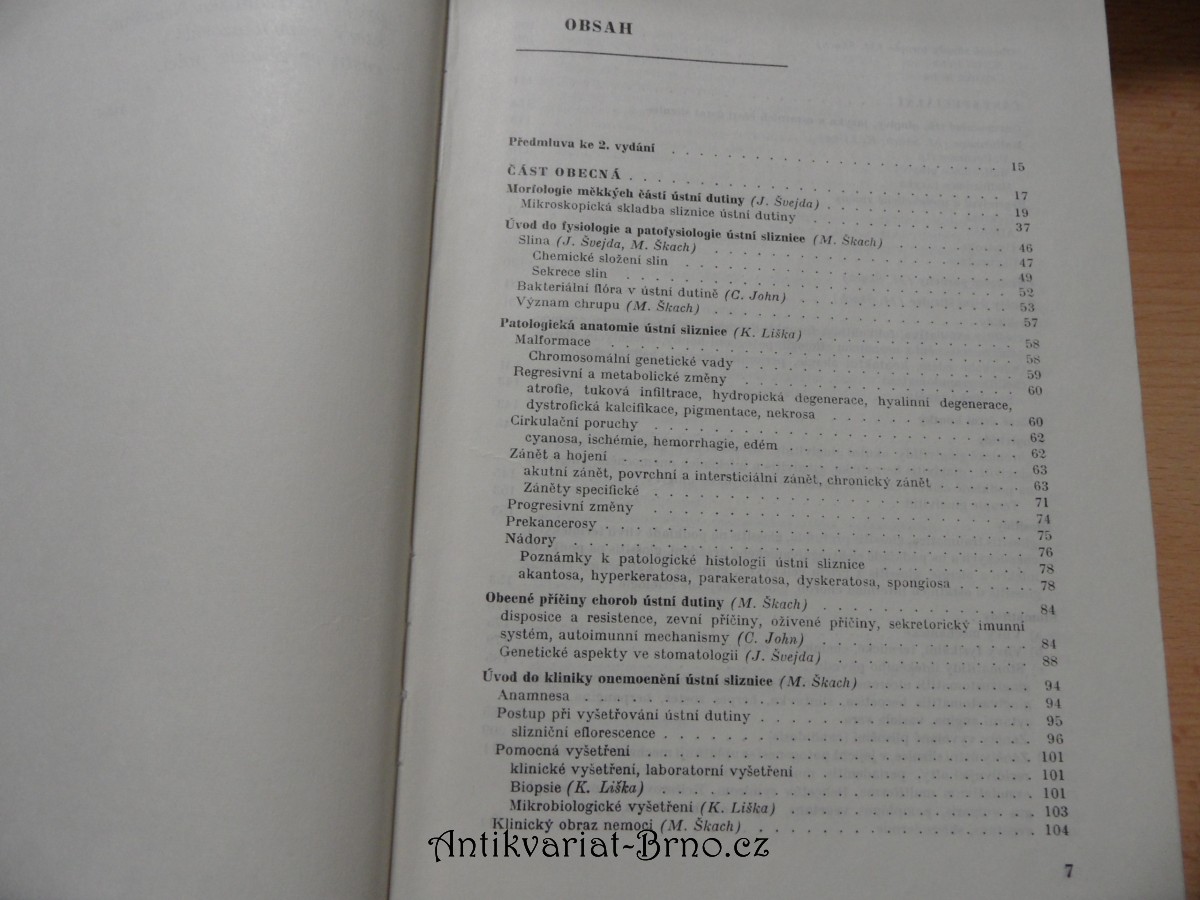 OBSAH
Předmluva ke 2. vydání . . . . . . . . . . . . . . 15
ČÁST OBECNÁ . . . . . . . . . . . . . . 17
Morfologie měkkých částí ústní dutiny (J. Švejda) . . . . . . . . 19
Mikroskopická skladba sliznice ústní dutiny . . . . . . . . 37
Úvod do fysiologie a patofysiologie ústní sliznice (M. Škach) . . . . . . 46
Slina (J. Švejda, M. Škach) . . . . . . . . . . 47
Chemické složení slin . . . . . . . . . . . . 49
Sekrece slin . . . . . . . . . . . . . . 52
Bakteriální flóra v ústní dutině (C. John) . . . . . . . . 53
Význam chrupu (M. Škach) . . . . . . . . . . 57
Patologická anatomie ústní sliznice (K. Liška) . . . . . . . . 58
Malformace . . . . . . . . . . . . . . 58
Chromosomální genetické vady . . . . . . . . . . 59
Regresivní a metabolické změny . . . . . . . . . . 60
atrofie, tuková infiltrace, hydropická degenerace, hyalinní degenerace,
dystrofická kalcifikace, pigmentace, nekrosa . . . . . . . . 60
Cirkulační poruchy . . . . . . . . . . . . 62
cyanosa, ischémie, hemorrhagie, edém . . . . . . . . 62
Zánět a hojení . . . . . . . . . . . . . . 63
akutní zánět, povrchní a intersticiální zánět, chronický zánět . . . . . . 63
Záněty specifické . . . . . . . . . . . . 71
Progresivní změny . . . . . . . . . . . . 74
Prekancerosy . . . . . . . . . . . . . . 75
Nádory . . . . . . . . . . . . . . 76
Poznámky k patologické histologii ústní sliznice . . . . . . 78
akantosa, hyperkeratosa, parakeratosa, dyskeratosa, spongiosa . . . . . 78
Obecné příčiny chorob ústní dutiny (M. Škach) . . . . . . . . 84
disposice a resistence, zevní příčiny, oživené příčiny, sekretorický imunní
systém, autoimunní mechanismy (C. John) . . . . . . . . 84
Genetické aspekty ve stomatologii (J. Švejda) . . . . . . . . 88
Úvod do kliniky onemocnění ústní sliznice (M. Škach) . . . . . . . 94
Anamnesa . . . . . . . . . . . . . . 94
Postup při vyšetřování ústní dutiny . . . . . . . . . . 95
slizniční eflorescence . . . . . . . . . . . . 96
Pomocná vyšetření . . . . . . . . . . . . 101
klinické vyšetření, laboratorní vyšetření . . . . . . . . 101
Biopsie (K. Liška) . . . . . . . . . . . . 101
Mikrobiologické vyšetření (K. Liška) . . . . . . . . 103
Klinický obraz nemoci (M. Škach) . . . . . . . . . . 104
Antikvariat-Brno.cz
7